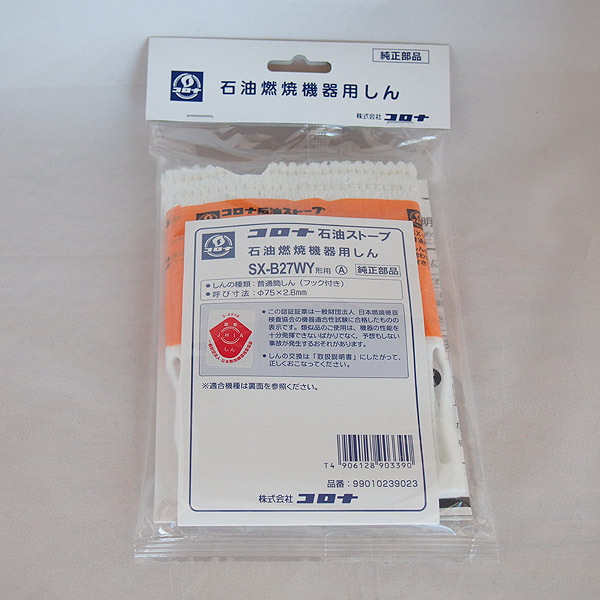 純正部品
コロナ
石油燃焼機器用しん
株式会社 コロナ
コロナ石油ストーブ
コロナ 石油ストーブ
石油燃焼機器用しん
SX-B27WY形用 Ⓐ 純正部品
●しんの種類：普通筒しん（フック付き）
●呼び寸法：Φ75×2.8mm
●この認証証票は一般財団法人 日本燃焼機器
検査協会の機器適合性試験に合格したものの
表示です。類似品のご使用は、機器の性能を
十分発揮できないばかりでなく、予想もしない
事故が発生するおそれがあります。
●しんの交換は「取扱説明書」にしたがって、
正しくおこなってください。
JHIA
しん
※適合機種は裏面を参照ください。
T4 906128 903390
品番：99010239023
株式会社 コロナ